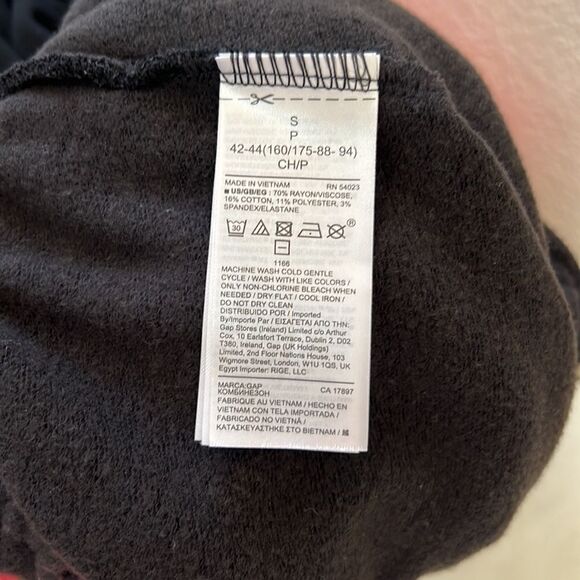 S
P
42-44(160/175-88- 94)
CH/P
MADE IN VIETNAM RN 54023
■ US/GB/EG : 70% RAYON/VISCOSE,
16% COTTON, 11% POLYESTER, 3%
SPANDEX/ELASTANE
30 ®
1166
MACHINE WASH COLD GENTLE
CYCLE / WASH WITH LIKE COLORS /
ONLY NON-CHLORINE BLEACH WHEN
NEEDED / DRY FLAT / COOL IRON /
DO NOT DRY CLEAN
DISTRIBUIDO POR / Imported
By/Importe Par / ΕΙΣΑΓΕΤΑΙ ΑΠΟ ΤΗΝ:
Gap Stores (Ireland) Limited c/o Arthur
Cox, 10 Earlsfort Terrace, Dublin 2, D02
T380, Ireland, Gap (UK Holdings)
Limited, 2nd Floor Nations House, 103
Wigmore Street, London, W1U 1QS, UK
Egypt Importer: RIGE, LLC
MARCA:GAP CA 17897
КОМБИНЕЗОН
FABRIQUE AU VIETNAM / HECHO EN
VIETNAM CON TELA IMPORTADA /
FABRICADO NO VIETNÃ /
ΚΑΤΑΣΚΕΥΑΣΤΗΚΕ ΣΤΟ ΒΙΕΤΝΑΜ / 越